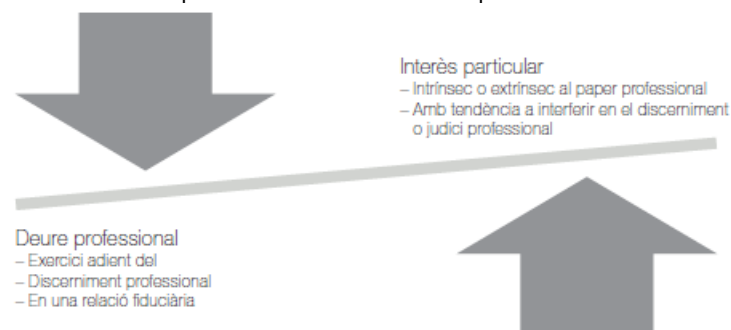 Interès particular
– Intrínsec o extrínsec al paper professional
– Amb tendència a interferir en el discerniment
o judici professional
Deure professional
– Exercici adient del
– Discerniment professional
– En una relació fiduciària